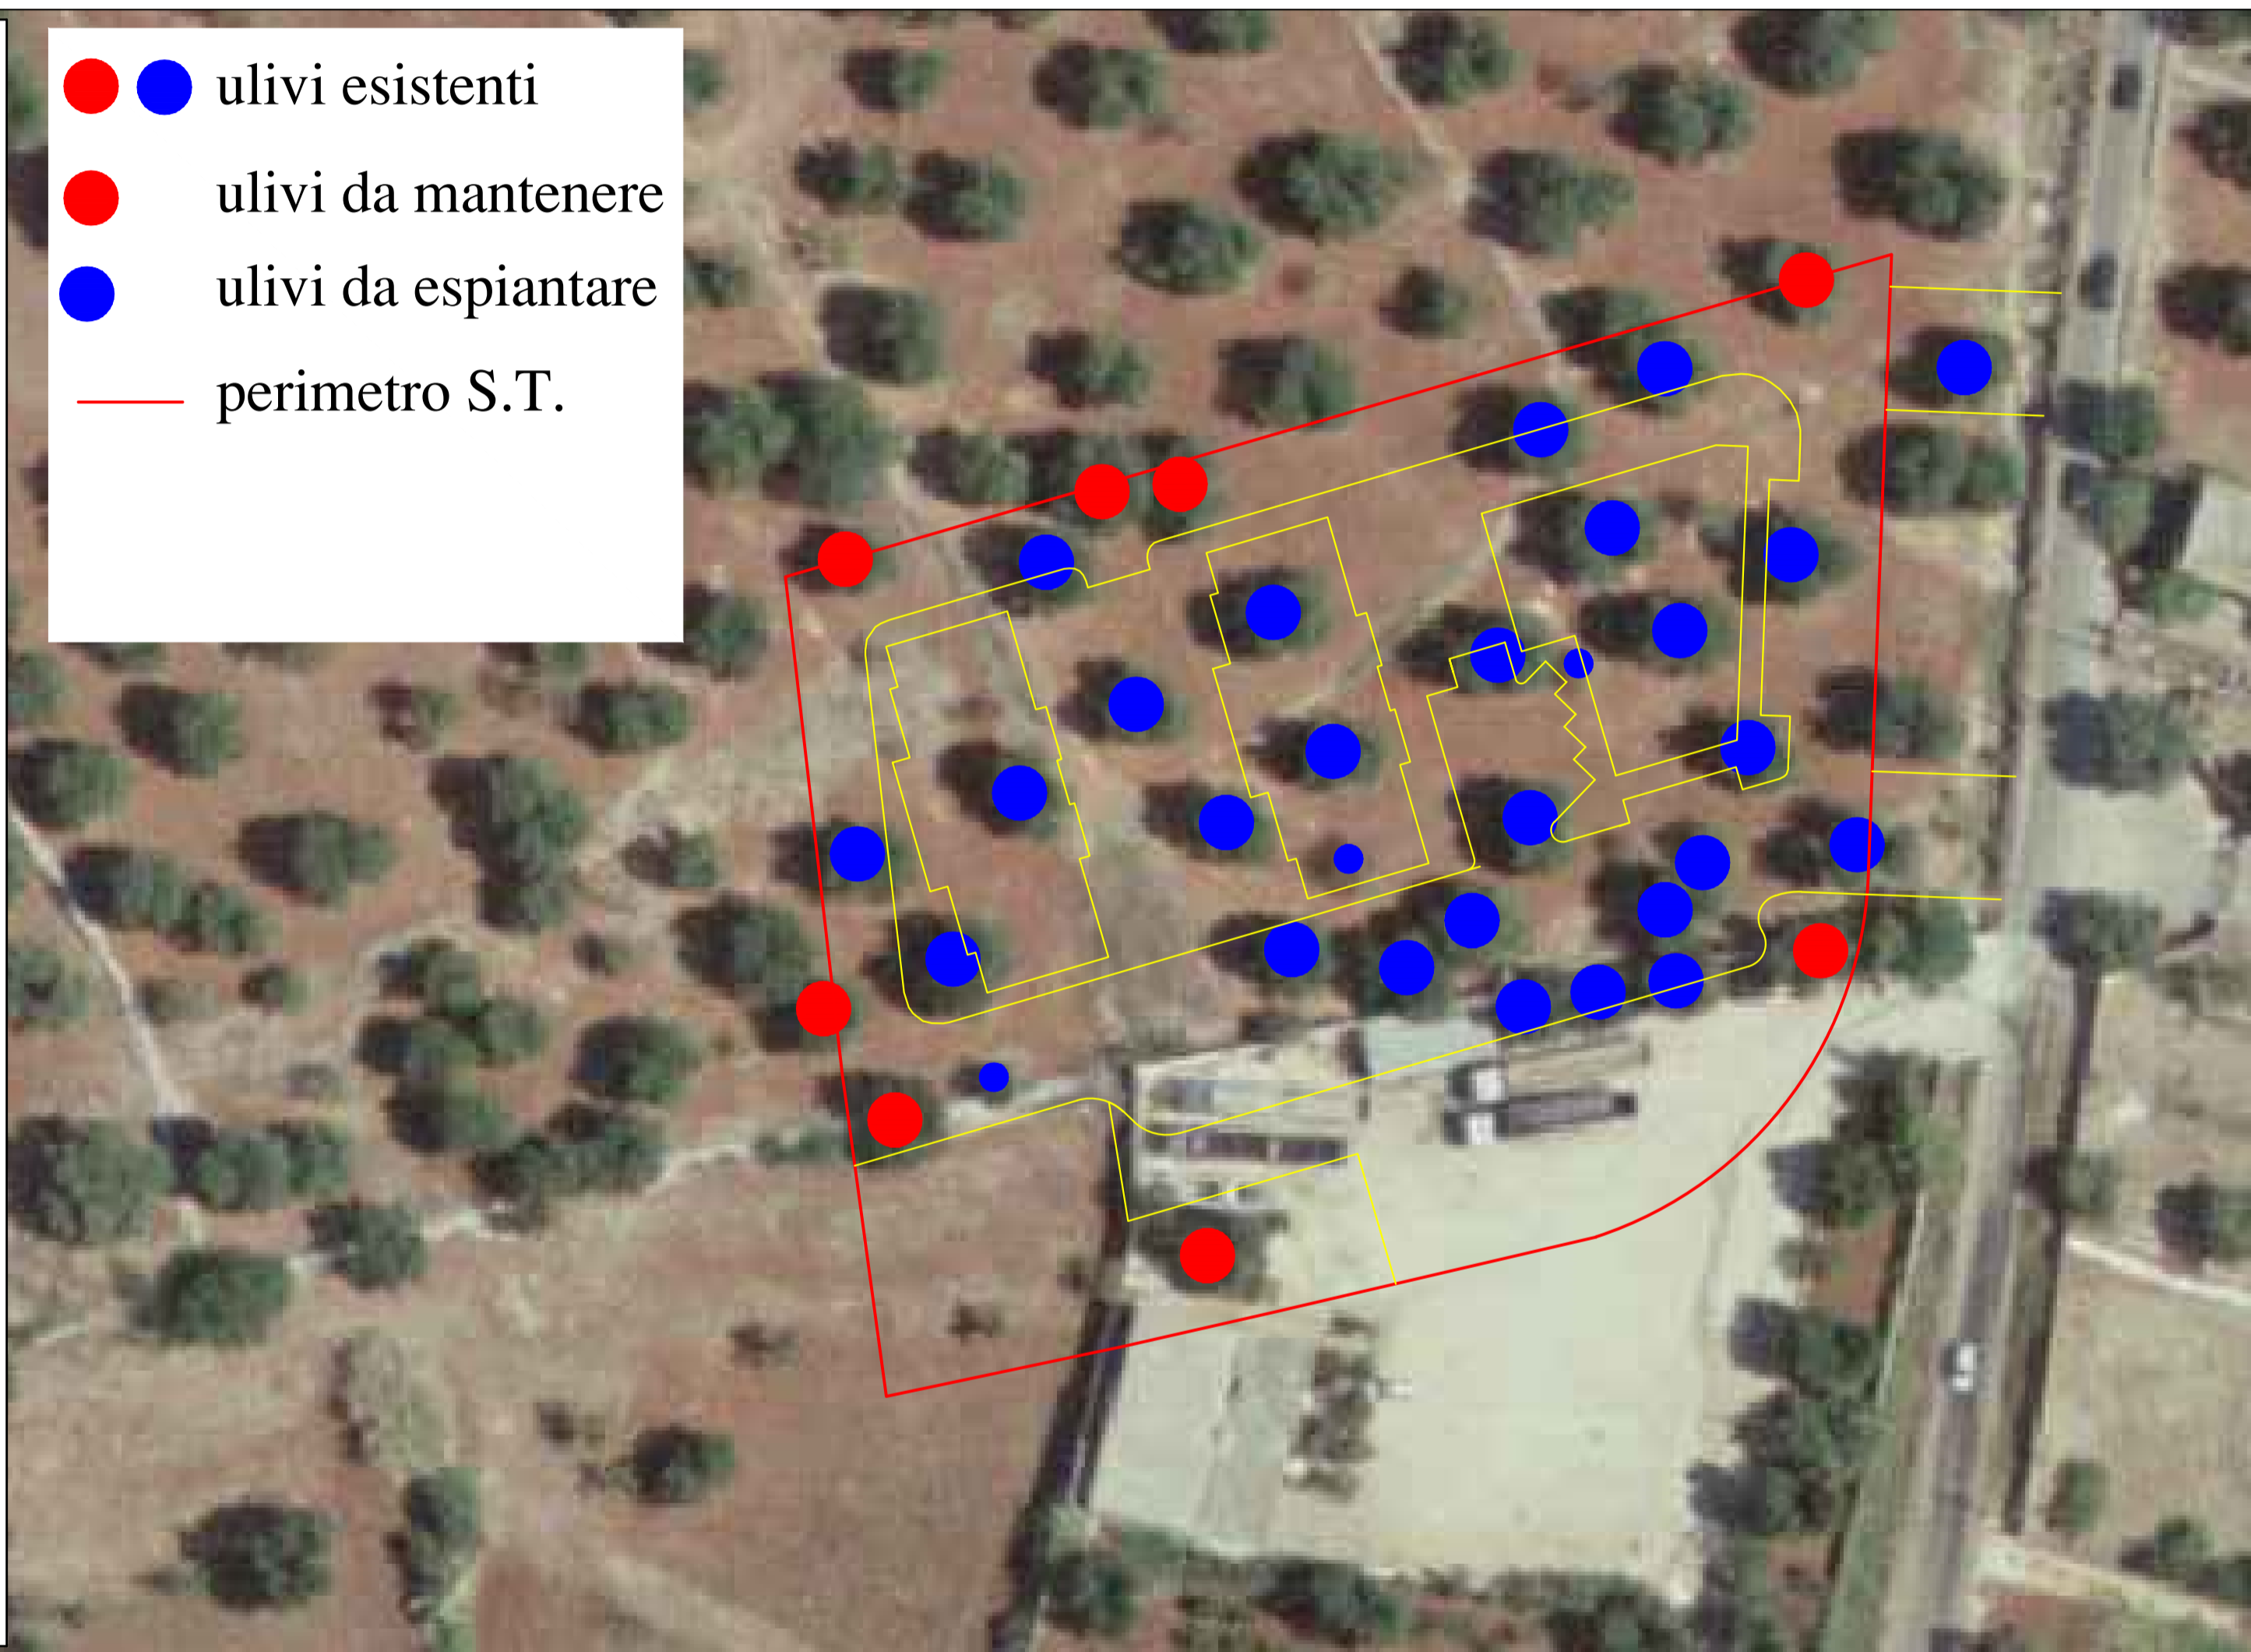 ulivi esistenti
ulivi da mantenere
ulivi da espiantare
perimetro S.T.